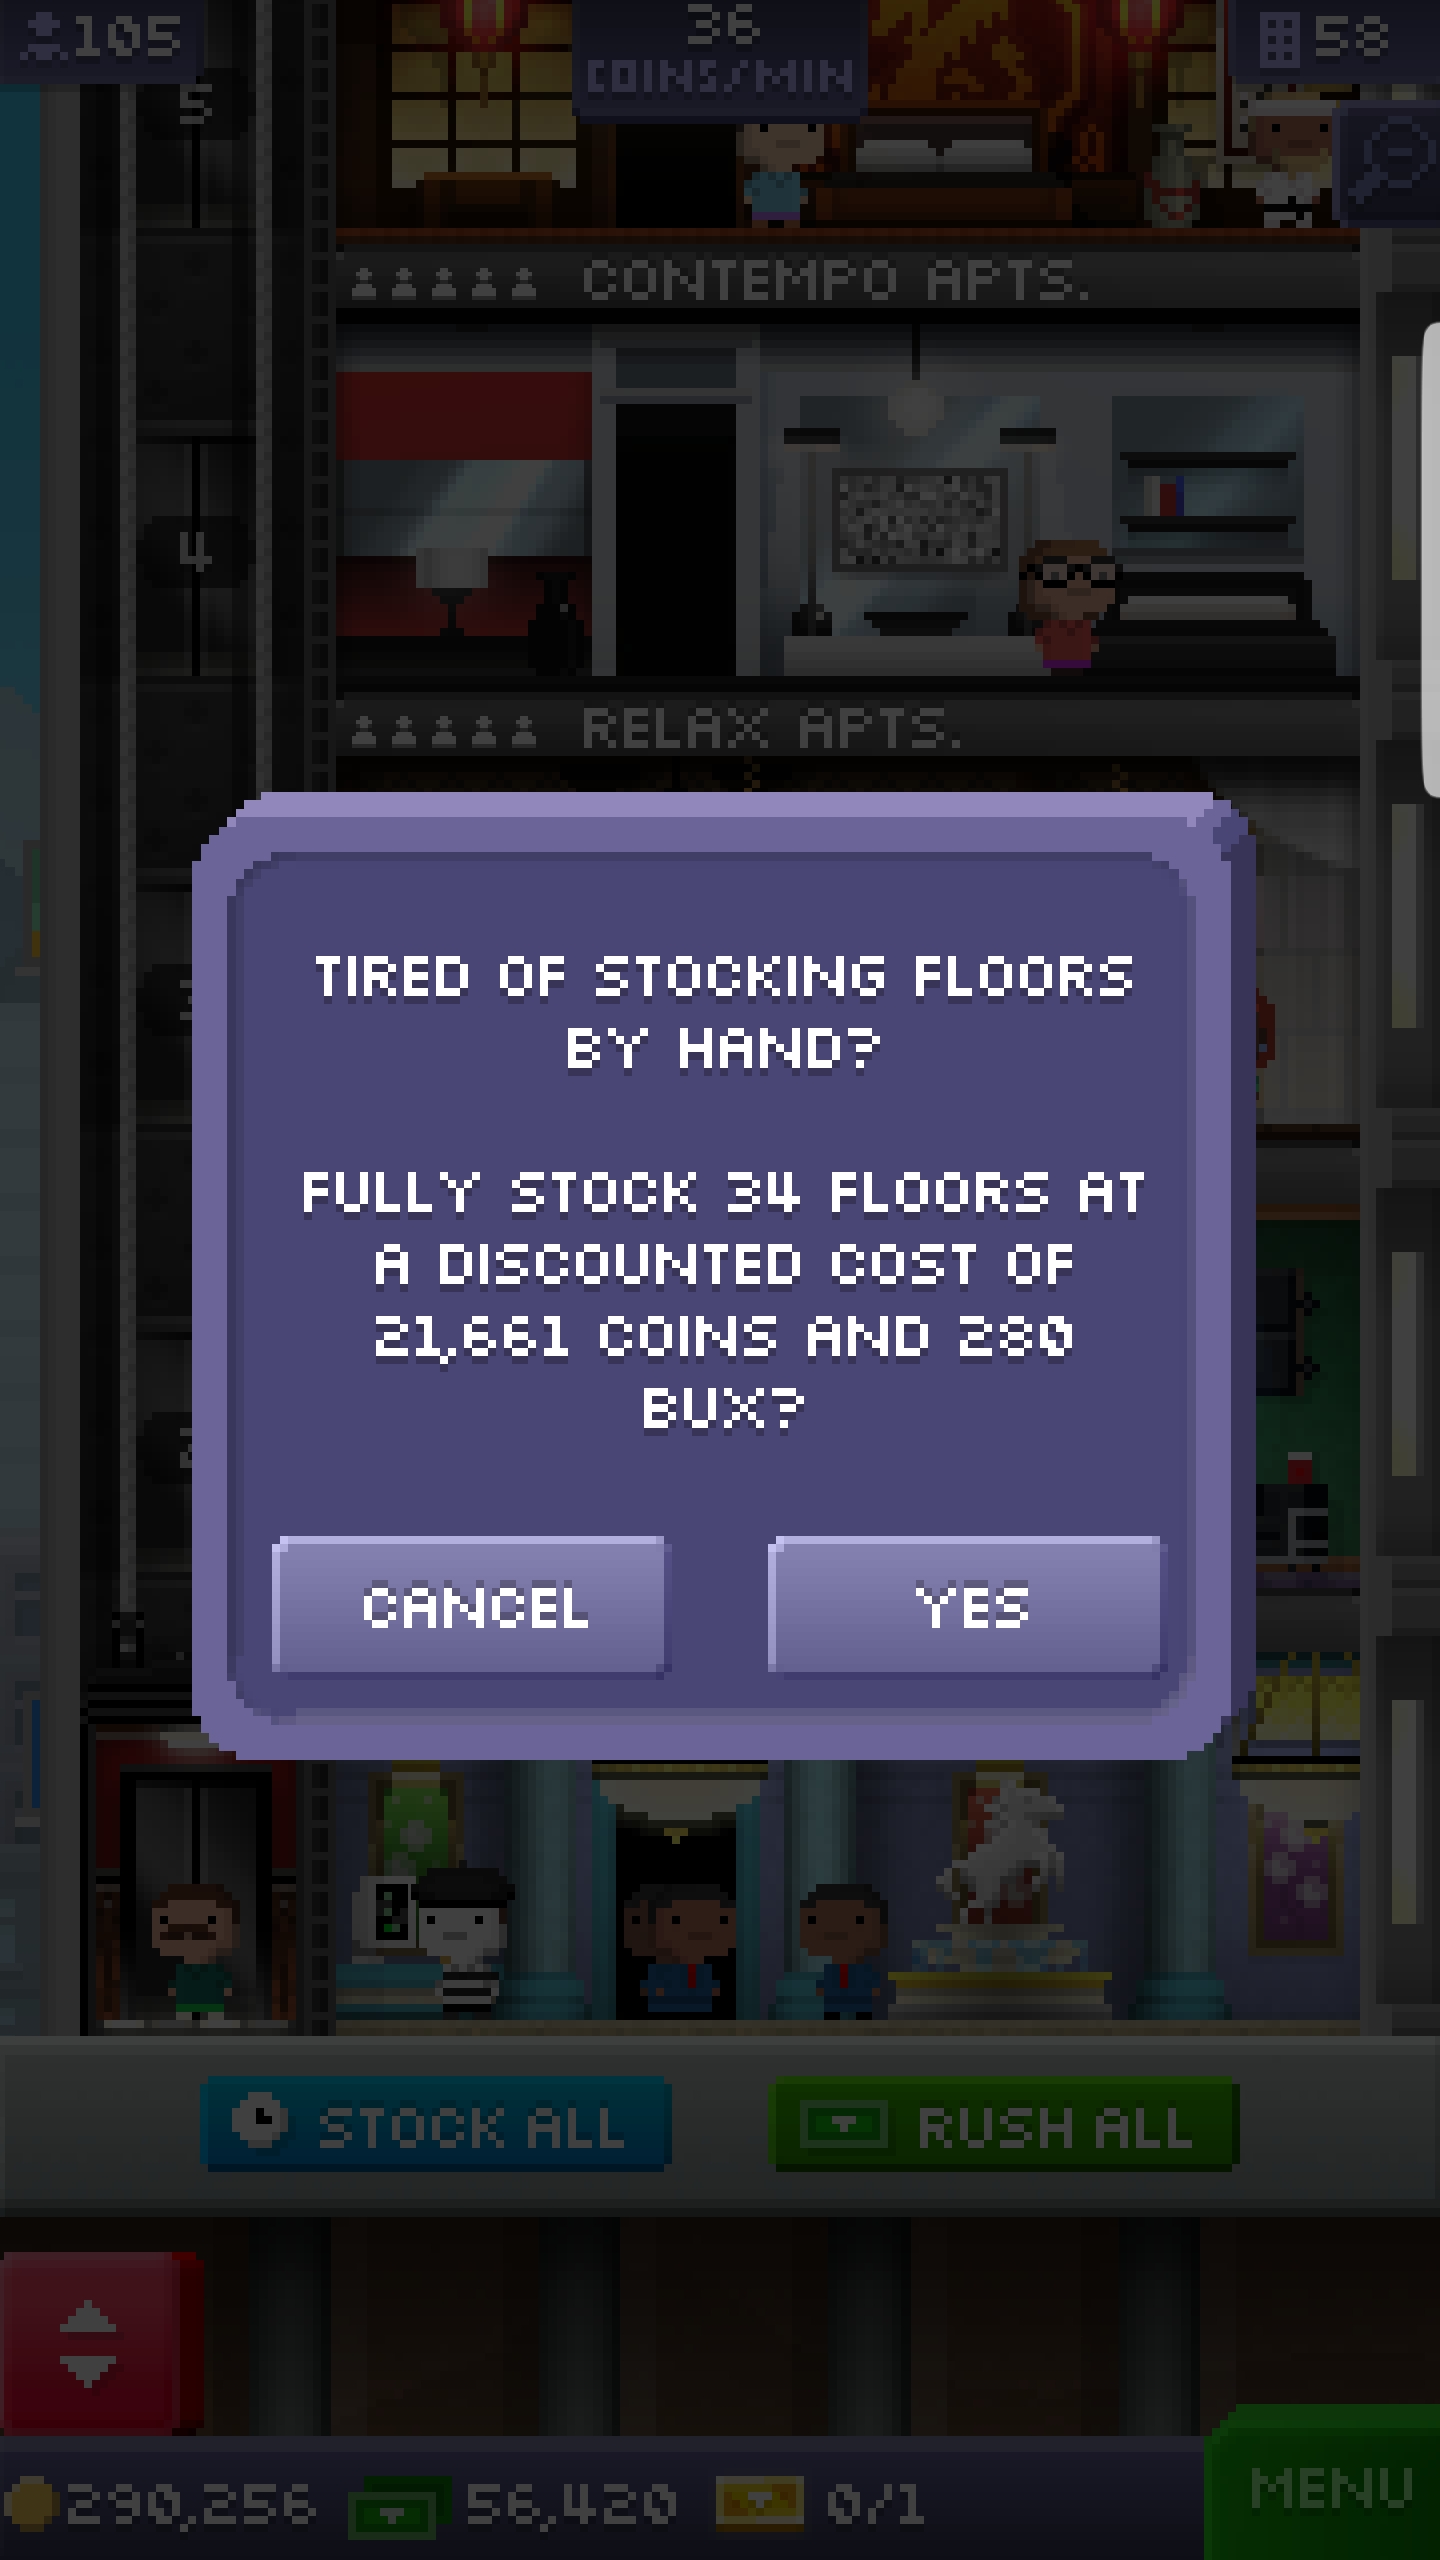 105
36
COINS/MIN
58
5
CONTEMPO APTS.
4
RELAX APTS.
TIRED OF STOCKING FLOORS
BY HAND?
FULLY STOCK 34 FLOORS AT
A DISCOUNTED COST OF
21,661 COINS AND 280
BUX?
CANCEL
YES
STOCK ALL
RUSH ALL
290,256
56,420
0/1
MENU